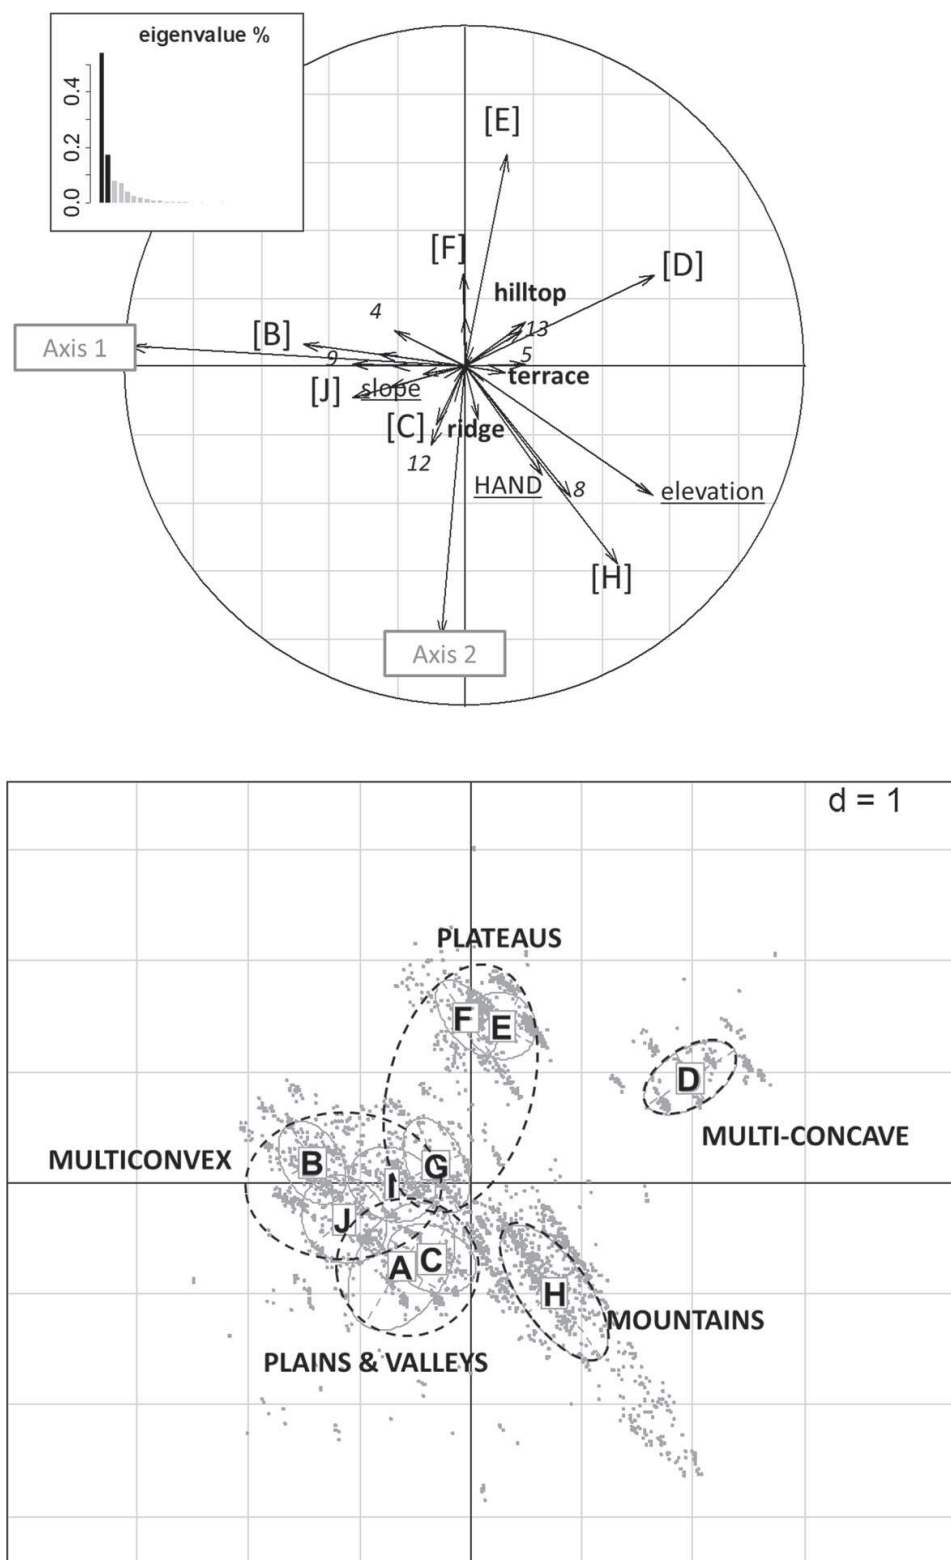 eigenvalue %
0.4
0.2
0.0
[E]
[F]
[D]
hilltop
4
13
[B]
Axis 1
9
5
[J]
slope
terrace
[C]
ridge
12
HAND
8
elevation
[H]
Axis 2
d = 1
PLATEAUS
F
E
D
MULTI-CONCAVE
MULTICONVEX
B
G
I
J
A
C
H
MOUNTAINS
PLAINS & VALLEYS